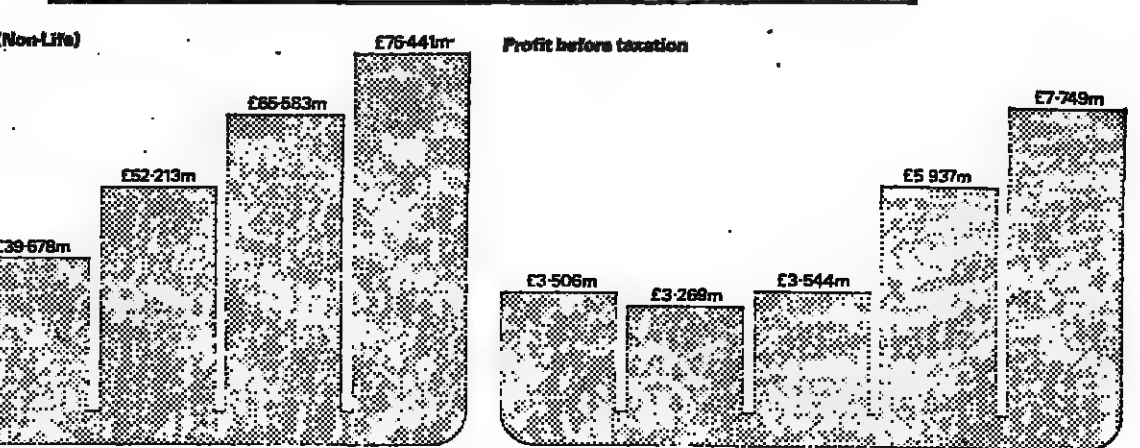 (Non-Life)
£39·678m
£52·213m
£65·583m
£76·441m
Profit before taxation
£3·506m
£3·269m
£3·544m
£5·937m
£7·749m